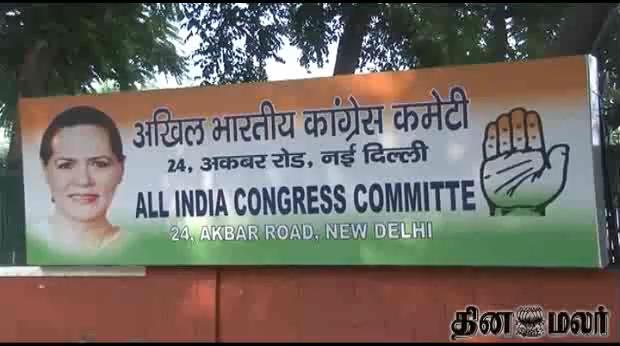 अखिल भारतीय कांग्रेस कमेटी
24, अकबर रोड, नई दिल्ली
ALL INDIA CONGRESS COMMITTE
24, AKBAR ROAD, NEW DELHI
தினமலர்